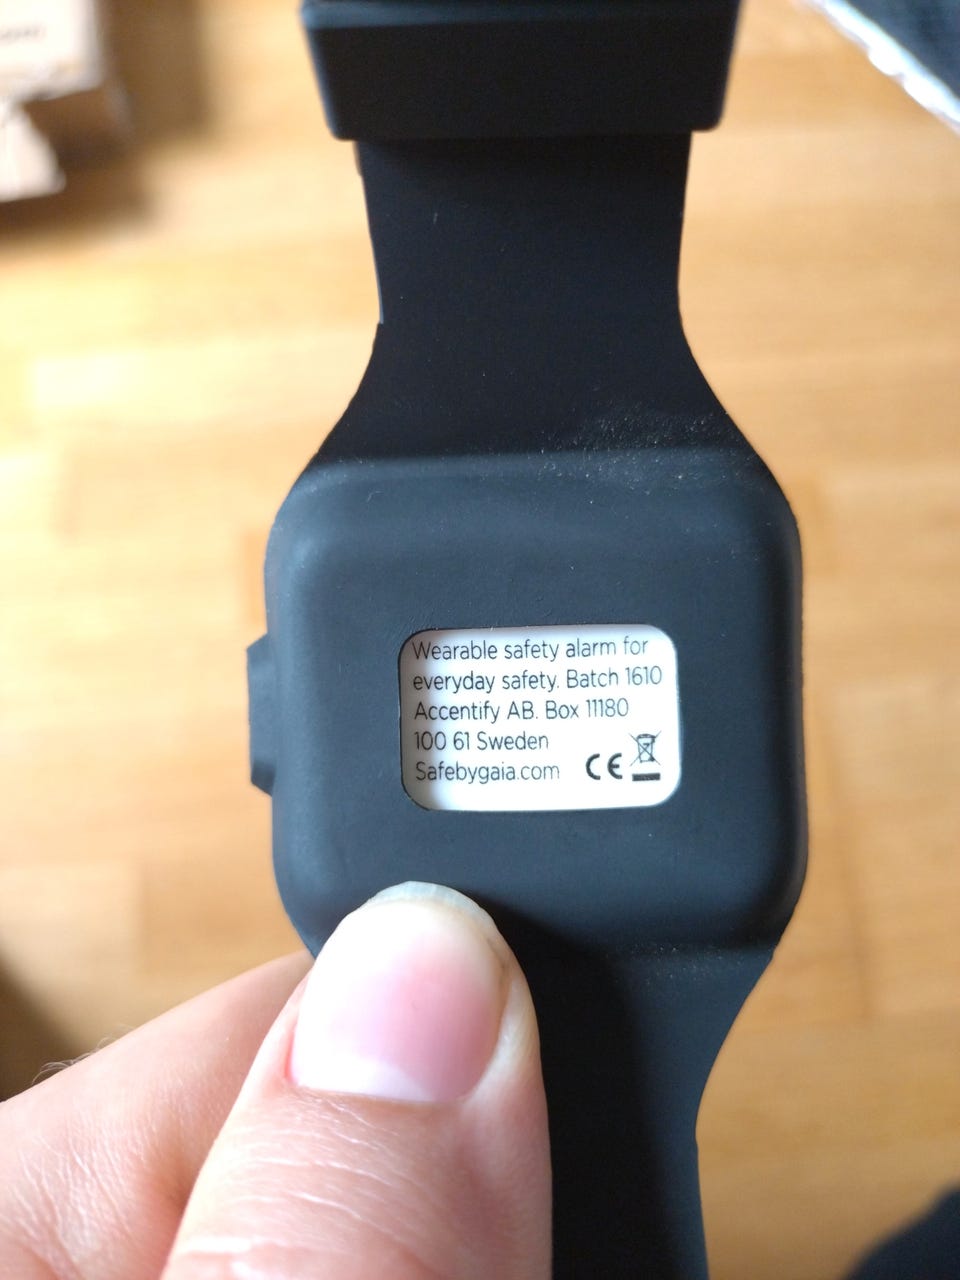 Wearable safety alarm for
everyday safety. Batch 1610
Accentify AB. Box 11180
100 61 Sweden
Safebygaia.com CE